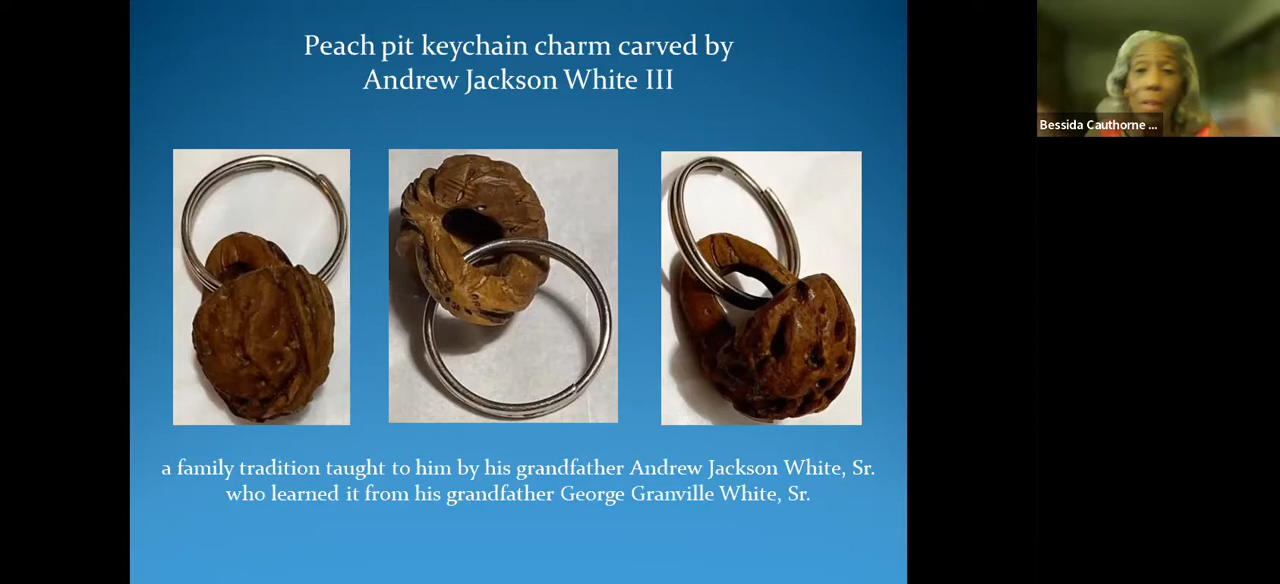 Peach pit keychain charm carved by
Andrew Jackson White III
Bessida Cauthorne ...
a family tradition taught to him by his grandfather Andrew Jackson White, Sr.
who learned it from his grandfather George Granville White, Sr.